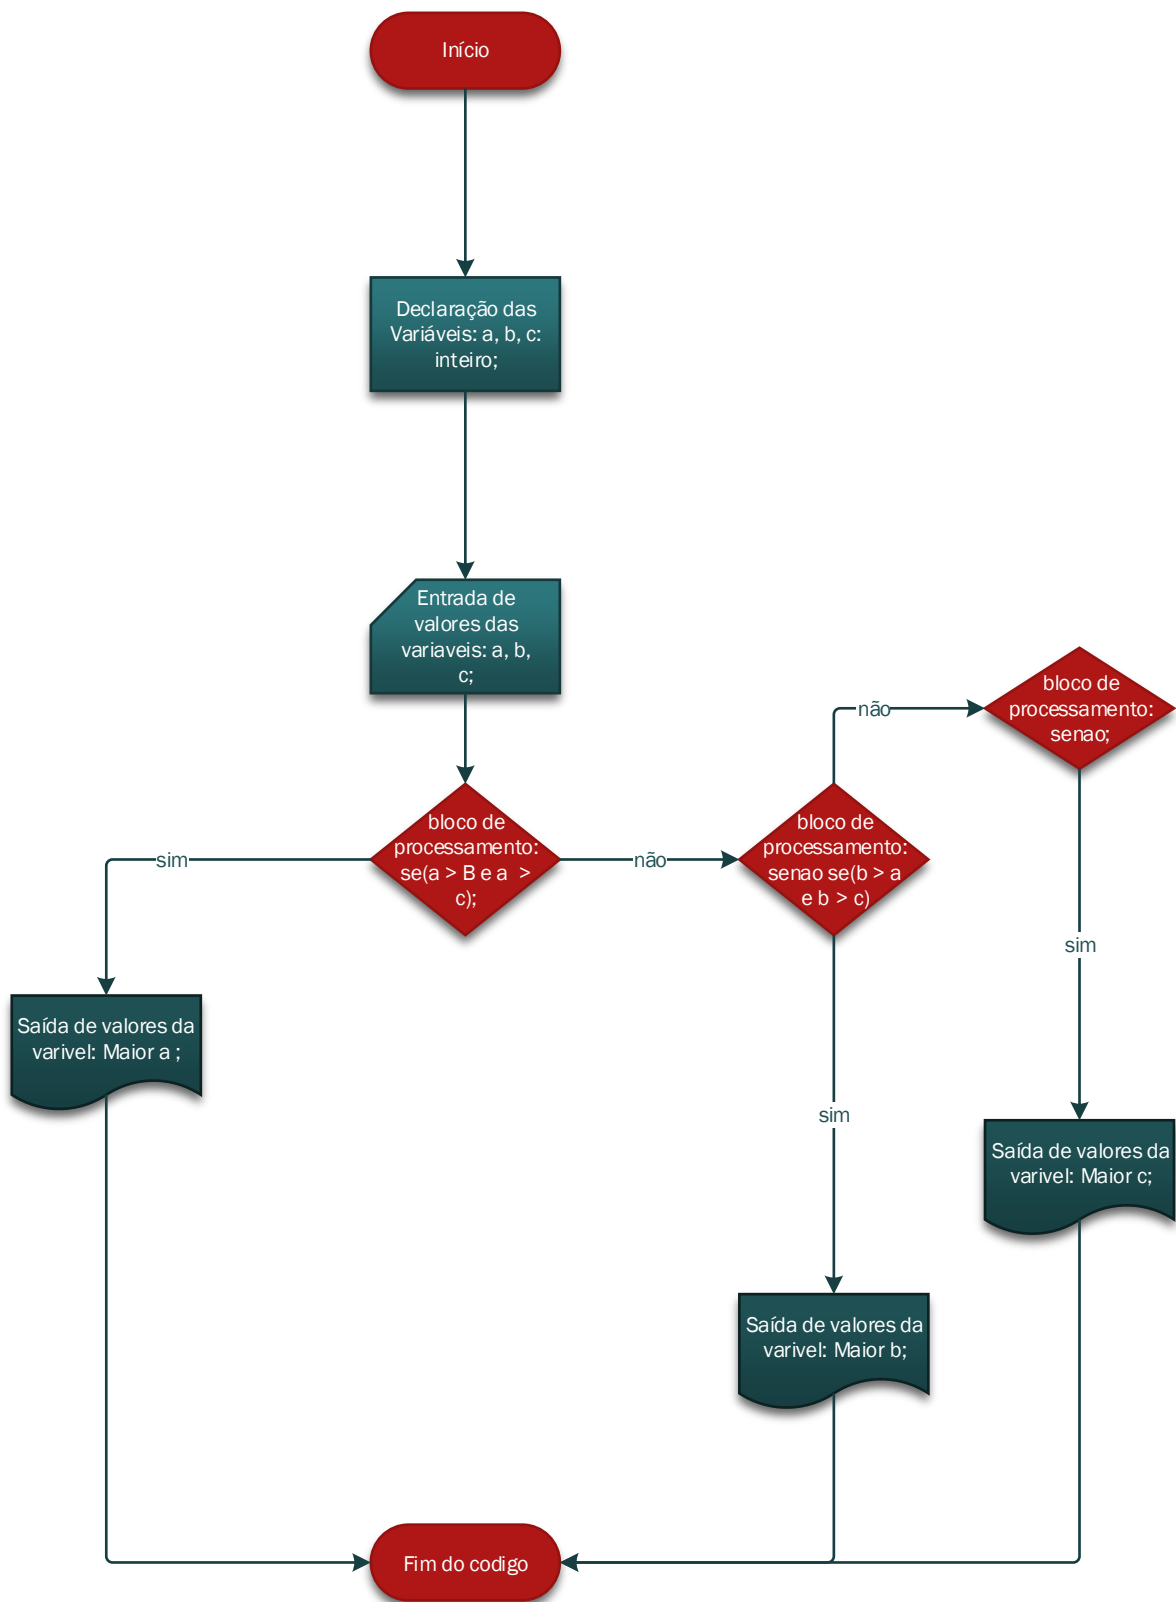 Início
Declaração das
Variáveis: a, b, c:
inteiro;
Entrada de
valores das
variaveis: a, b,
c;
bloco de
processamento:
se(a > B e a  >
c);
sim
não
bloco de
processamento:
senao se(b > a
e b > c)
não
bloco de
processamento:
senao;
sim
sim
Saída de valores da
varivel: Maior a ;
Saída de valores da
varivel: Maior c;
Saída de valores da
varivel: Maior b;
Fim do codigo